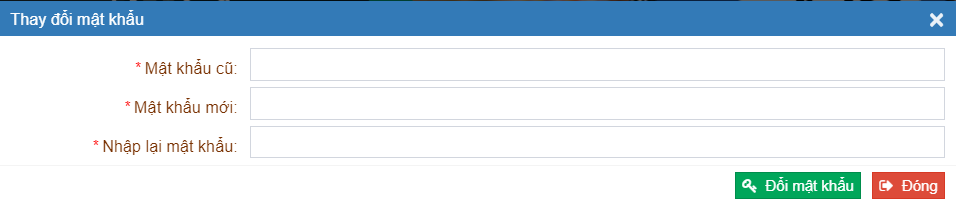 Thay đổi mật khẩu
* Mật khẩu cũ:
* Mật khẩu mới:
* Nhập lại mật khẩu:
Đổi mật khẩu Đóng